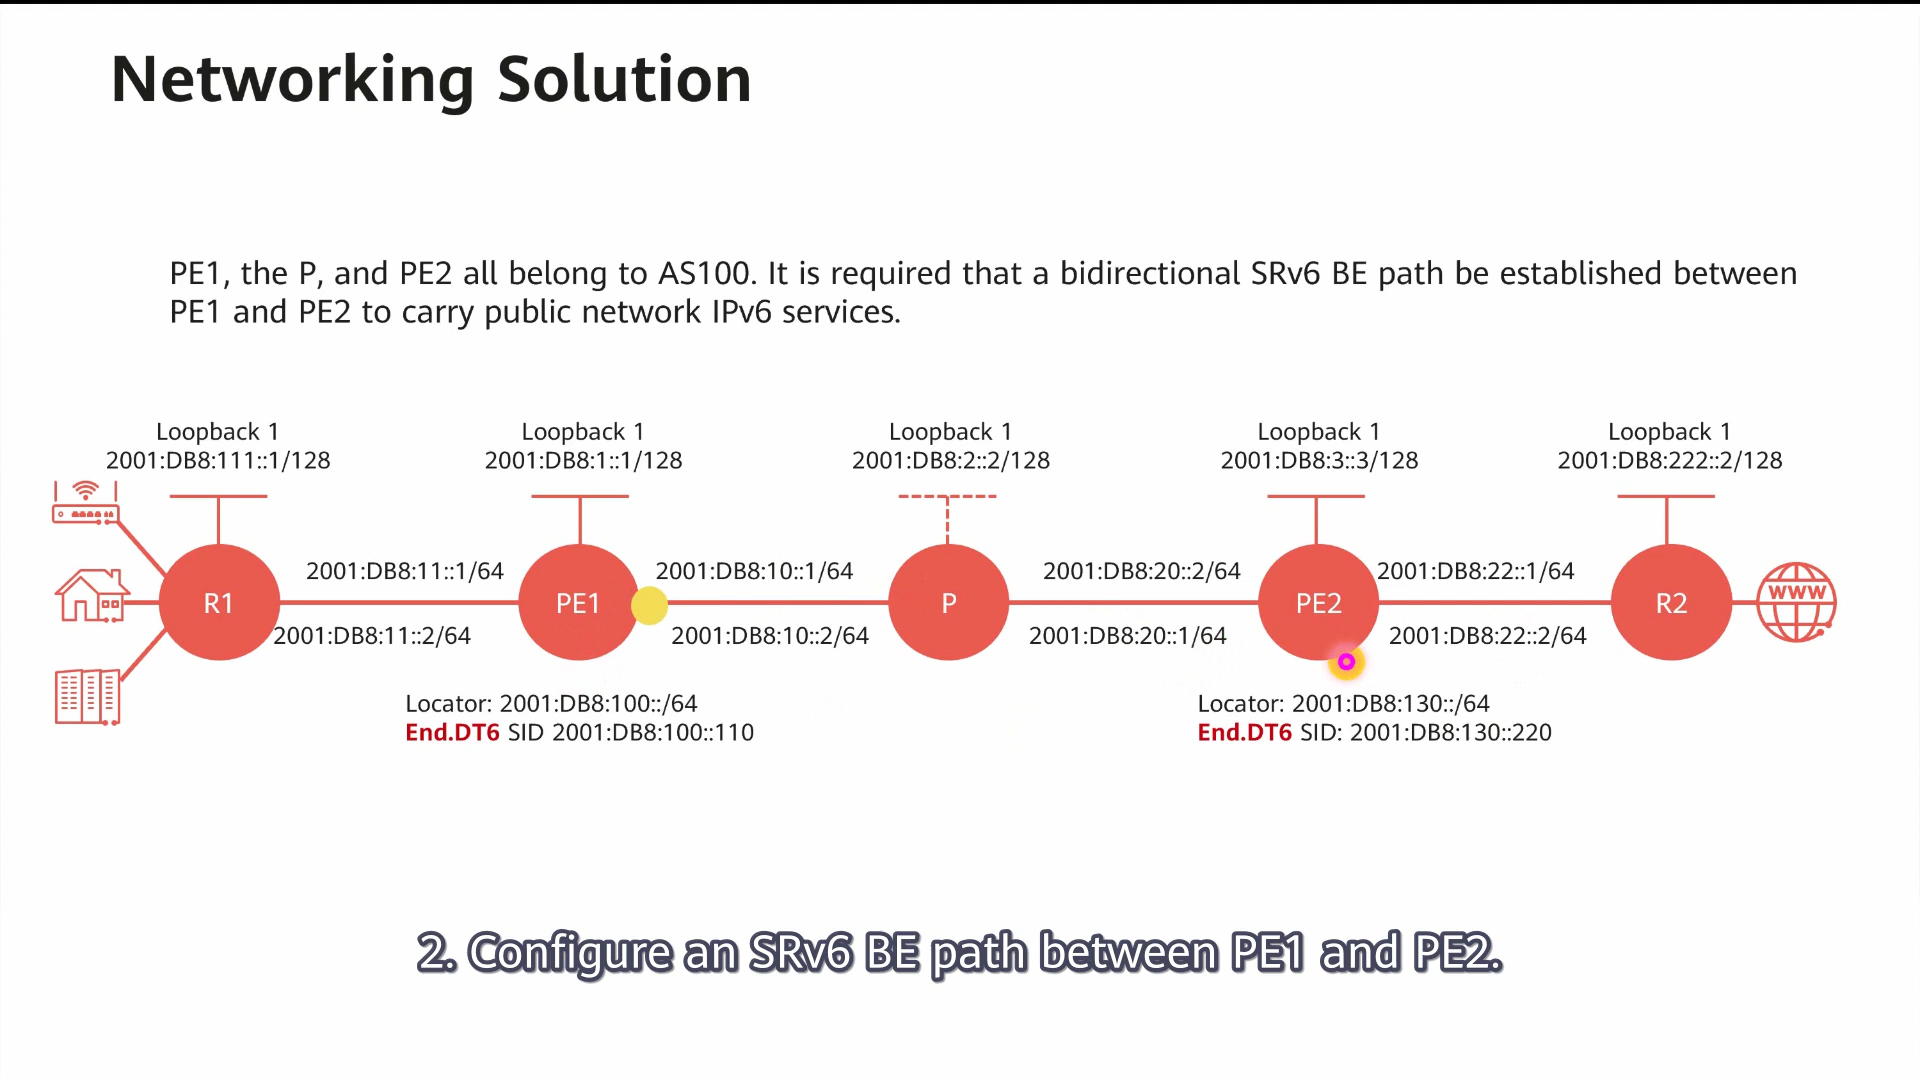 Networking Solution
PE1, the P, and PE2 all belong to AS100. It is required that a bidirectional SRv6 BE path be established between
PE1 and PE2 to carry public network IPv6 services.
Loopback 1
2001:DB8:111::1/128
Loopback 1
2001:DB8:1::1/128
Loopback 1
2001:DB8:2::2/128
Loopback 1
2001:DB8:3::3/128
Loopback 1
2001:DB8:222::2/128
2001:DB8:11::1/64
2001:DB8:10::1/64
2001:DB8:20::2/64
2001:DB8:22::1/64
R1
PE1
P
PE2
R2
WWW
2001:DB8:11::2/64
2001:DB8:10::2/64
2001:DB8:20::1/64
2001:DB8:22::2/64
Locator: 2001:DB8:100::/64
End.DT6 SID 2001:DB8:100::110
Locator: 2001:DB8:130::/64
End.DT6 SID: 2001:DB8:130::220
2. Configure an SRv6 BE path between PE1 and PE2.